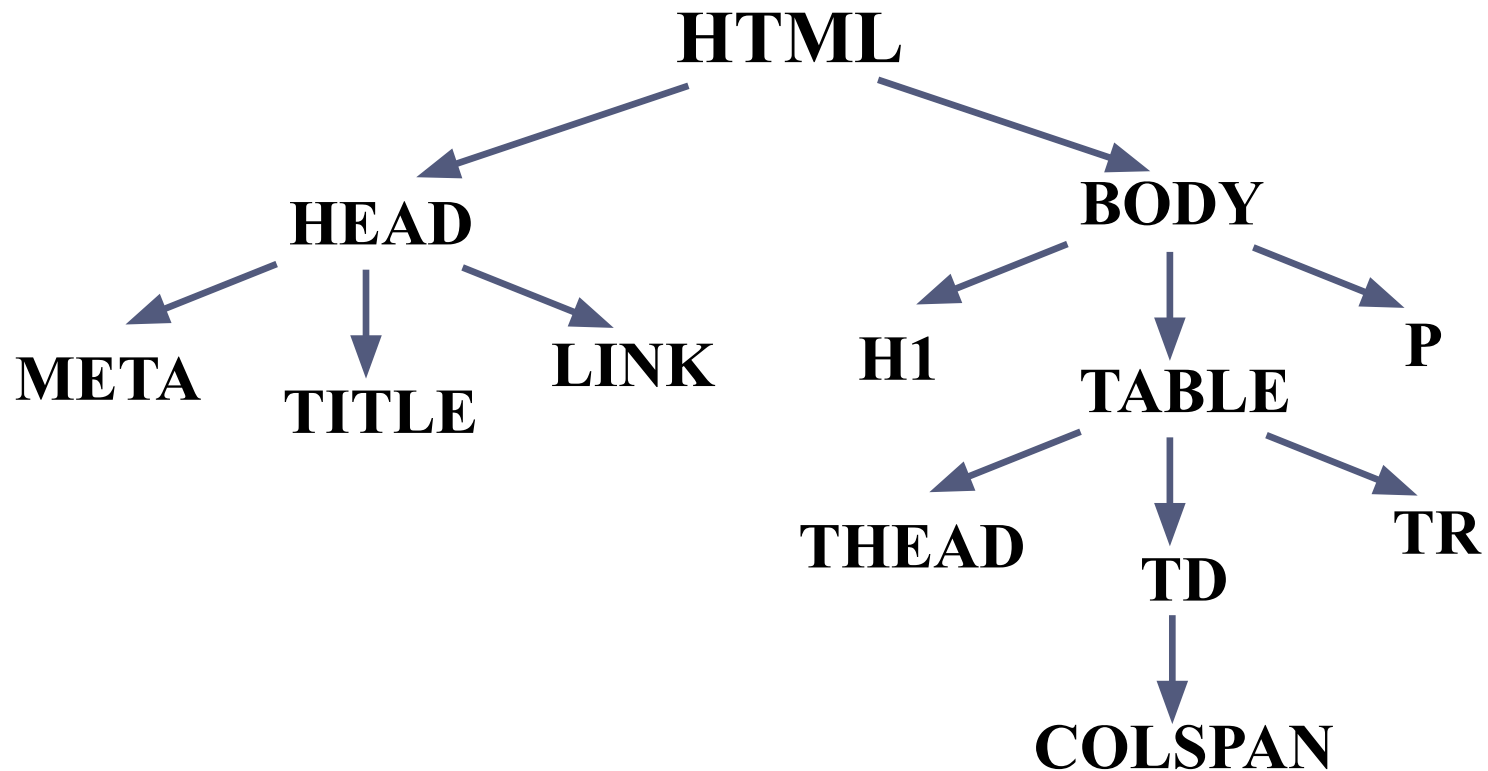 HTML
HEAD
BODY
META
TITLE
LINK
H1
TABLE
P
THEAD
TD
TR
COLSPAN